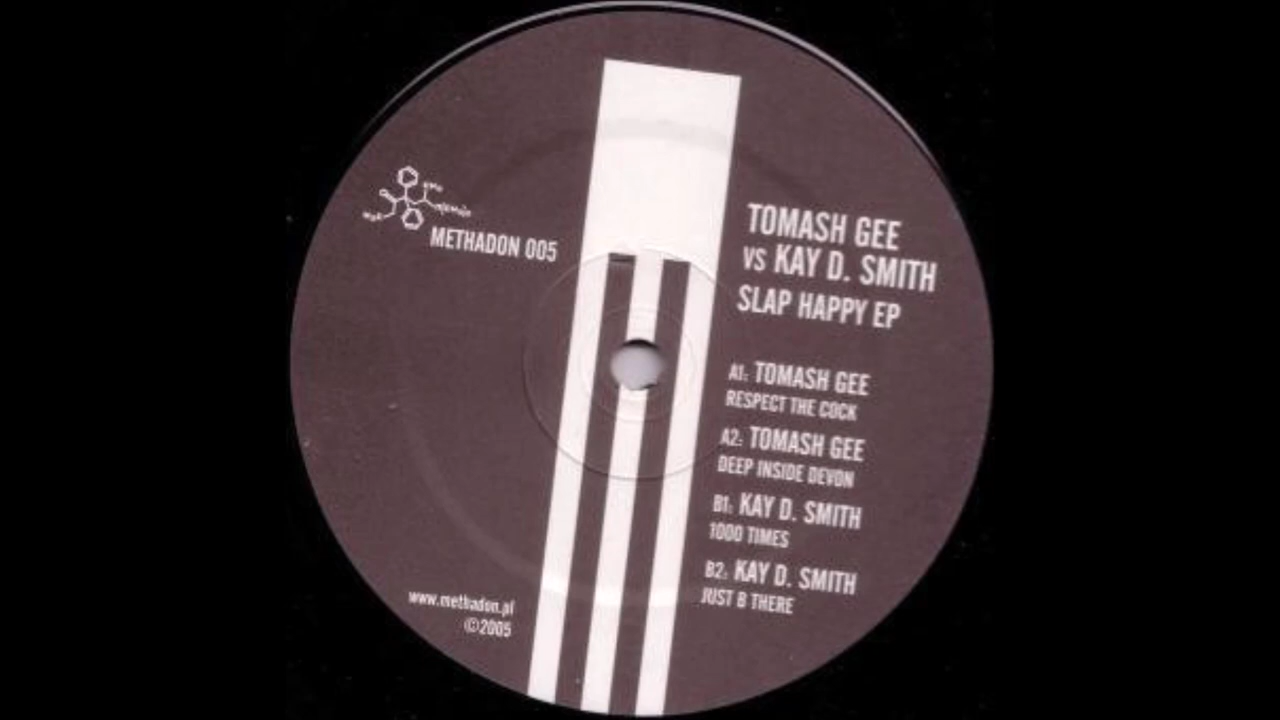 METHADON 005
TOMASH GEE
VS KAY D. SMITH
SLAP HAPPY EP
A1: TOMASH GEE
RESPECT THE COCK
A2: TOMASH GEE
DEEP INSIDE DEVON
B1: KAY D. SMITH
1000 TIMES
B2: KAY D. SMITH
JUST B THERE
www.methadon.pl
©2005